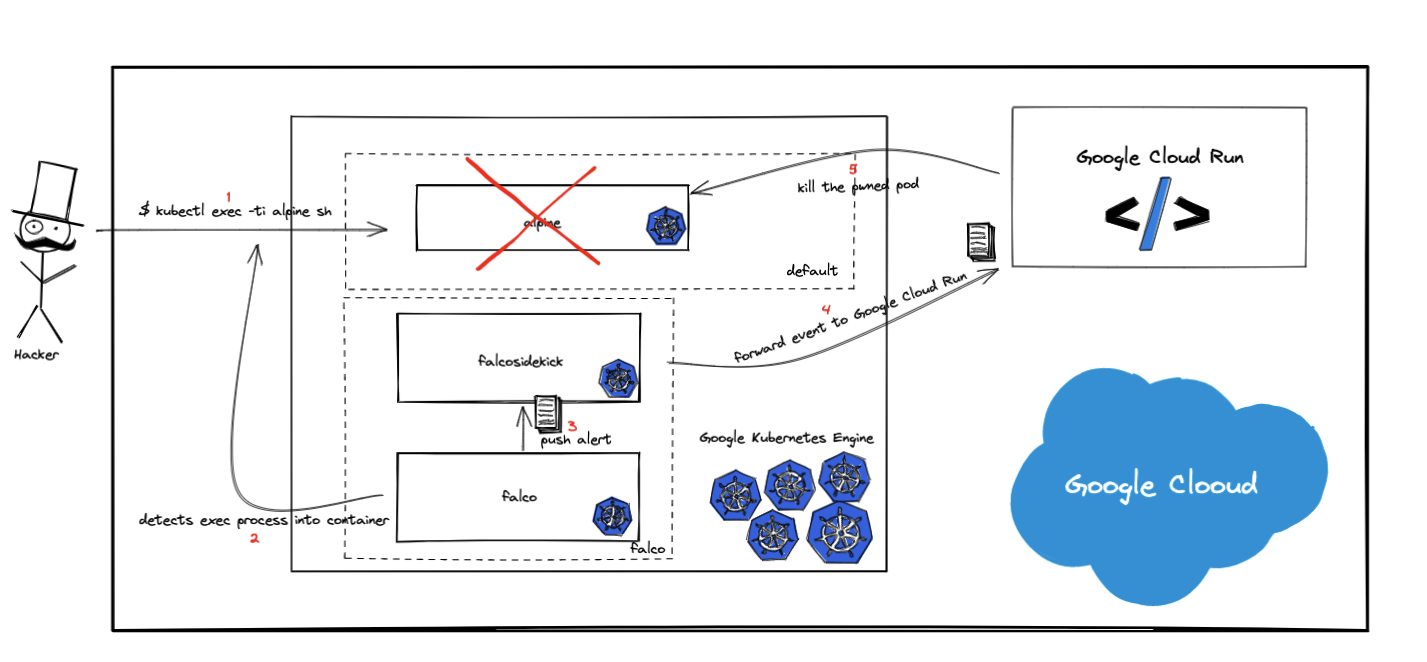 1
$ kubectl exec -ti alpine sh
Hacker
alpine
default
5
kill the pwned pod
Google Cloud Run
</>
4
forward event to Google Cloud Run
falcosidekick
3
push alert
falco
falco
detects exec process into container
2
Google Kubernetes Engine
Google Clooud